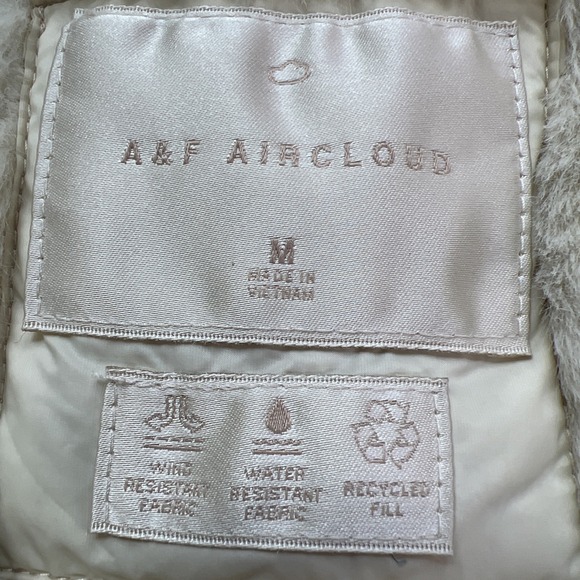 A&F AIRCLOUD
M
MADE IN
VIETNAM
WIND
RESISTANT
FABRIC
WATER
RESISTANT
FABRIC
RECYCLED
FILL